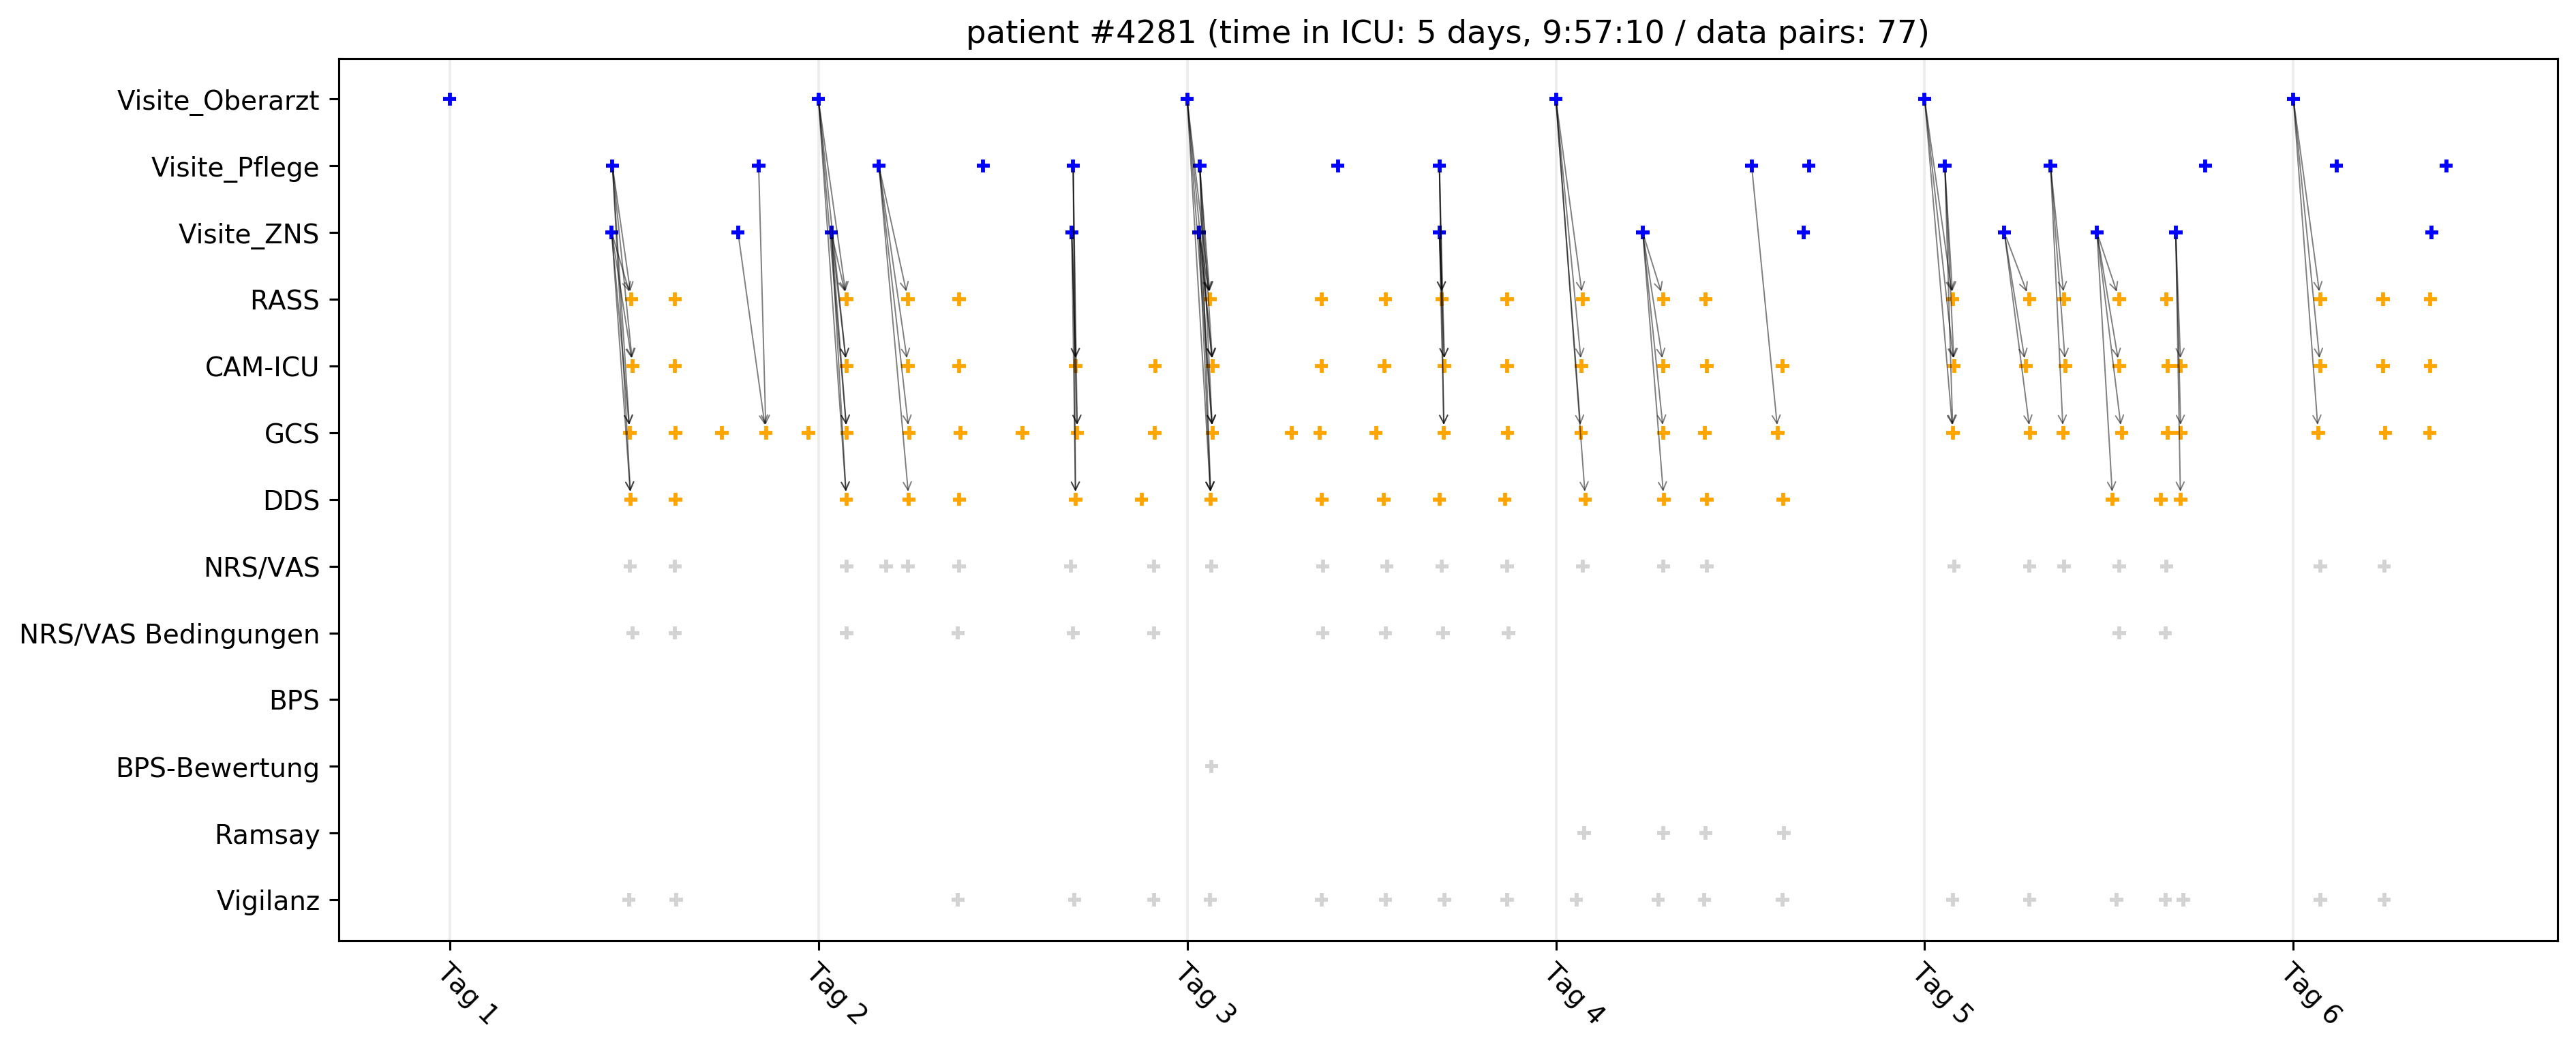 patient #4281 (time in ICU: 5 days, 9:57:10 / data pairs: 77)
Visite_Oberarzt
Visite_Pflege
Visite_ZNS
RASS
CAM-ICU
GCS
DDS
NRS/VAS
NRS/VAS Bedingungen
BPS
BPS-Bewertung
Ramsay
Vigilanz
Tag 1
Tag 2
Tag 3
Tag 4
Tag 5
Tag 6